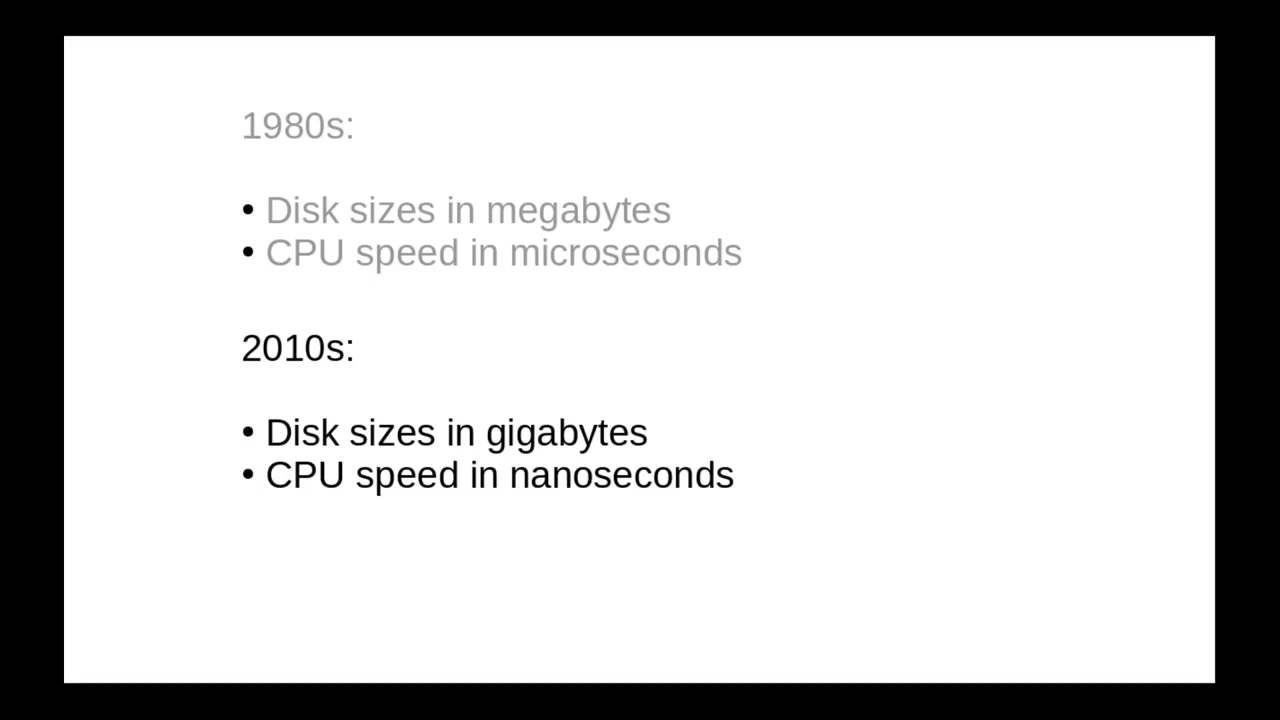 1980s:
• Disk sizes in megabytes
• CPU speed in microseconds
2010s:
• Disk sizes in gigabytes
• CPU speed in nanoseconds